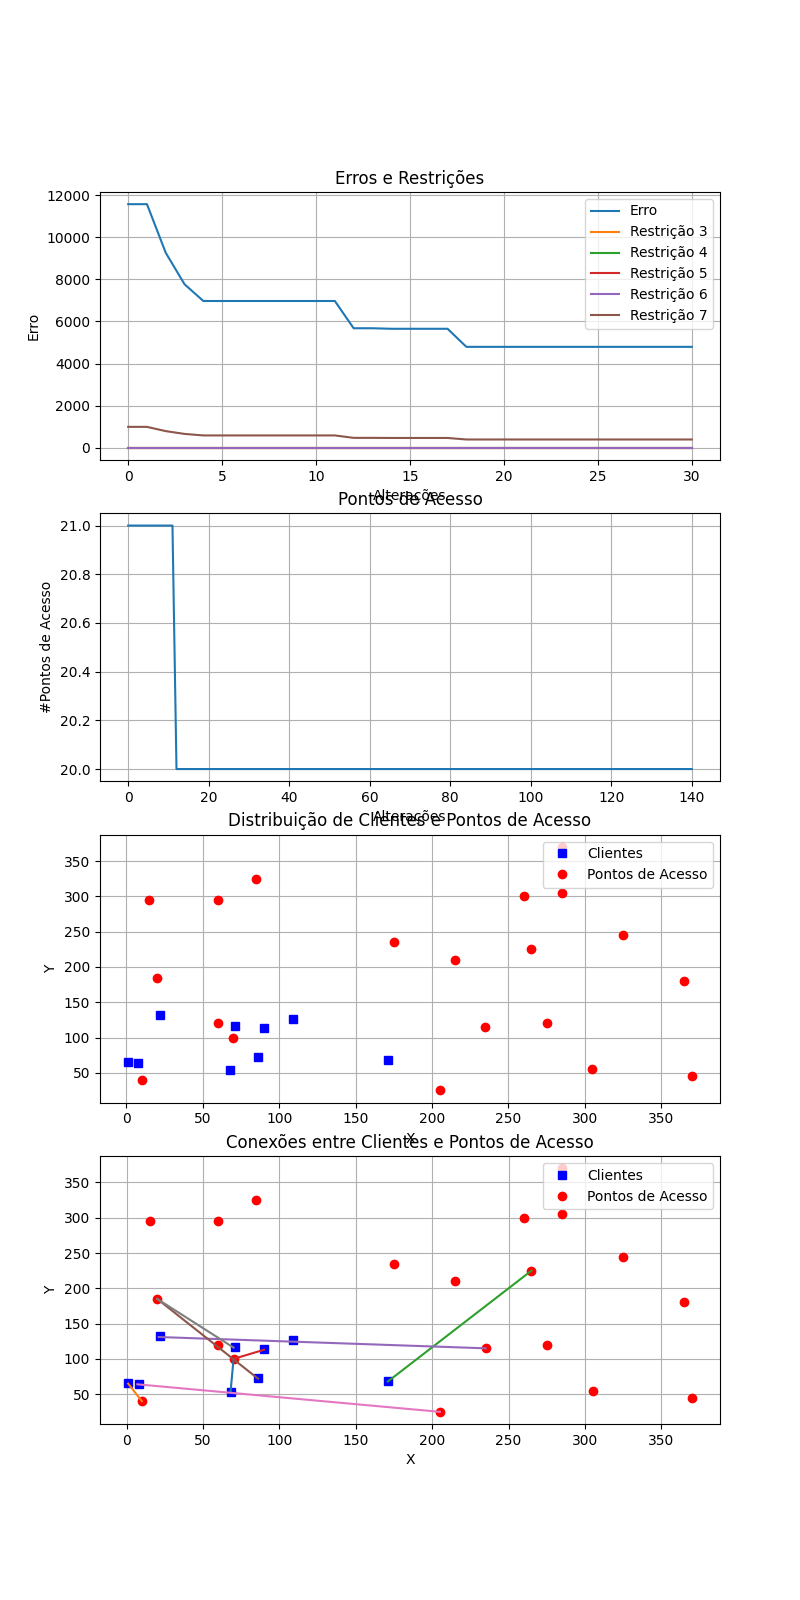 Erros e Restrições
12000
10000
8000
6000
4000
2000
0
Erro
Erro
Restrição 3
Restrição 4
Restrição 5
Restrição 6
Restrição 7
0 5 10 15 20 25 30
Alterações
Pontos de Acesso
21.0
20.8
20.6
20.4
20.2
20.0
#Pontos de Acesso
0 20 40 60 80 100 120 140
Alterações
Distribuição de Clientes e Pontos de Acesso
350
300
250
200
150
100
50
Y
Clientes
Pontos de Acesso
0 50 100 150 200 250 300 350
X
Conexões entre Clientes e Pontos de Acesso
350
300
250
200
150
100
50
Y
Clientes
Pontos de Acesso
0 50 100 150 200 250 300 350
X